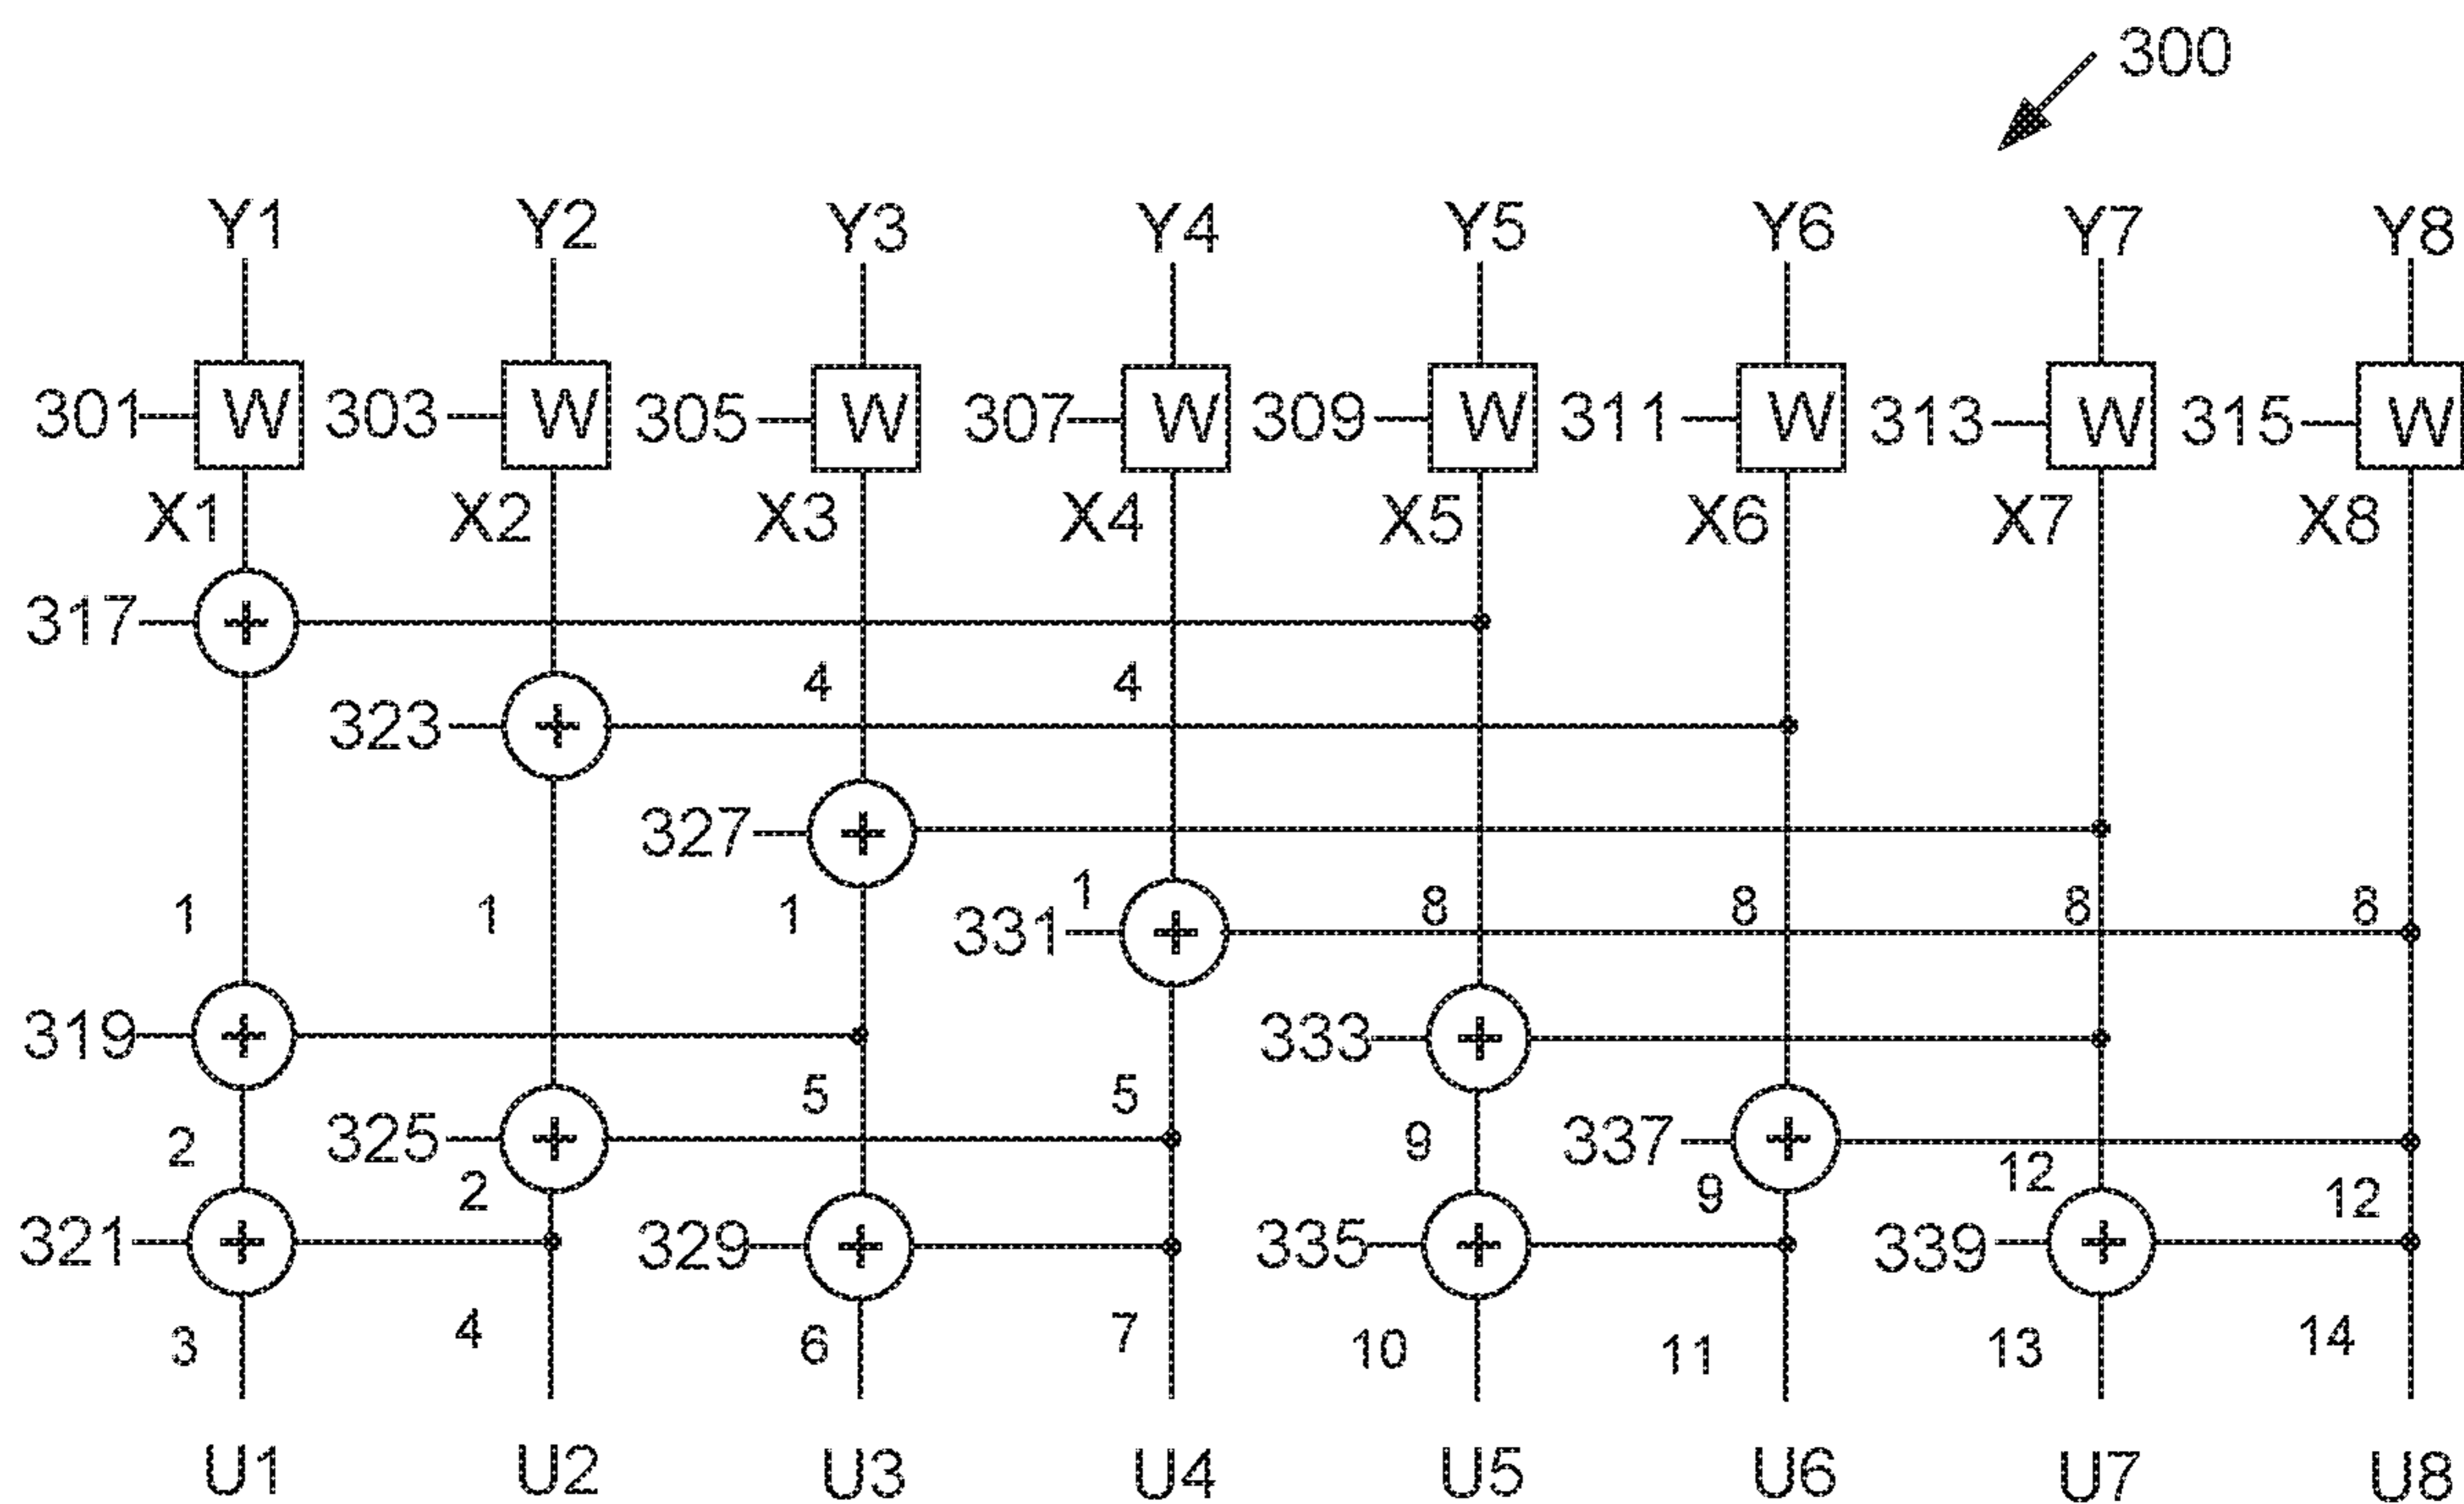 300
Y1 Y2 Y3 Y4 Y5 Y6 Y7 Y8
301 W 303 W 305 W 307 W 309 W 311 W 313 W 315 W
X1 X2 X3 X4 X5 X6 X7 X8
317 +
4 4
323 +
327 +
1 1 1 1 8 8 8 8
331 +
319 + 333 +
5 5
325 + 337 +
2 2 9 9 12 12
321 + 329 + 335 + 339 +
3 4 6 7 10 11 13 14
U1 U2 U3 U4 U5 U6 U7 U8